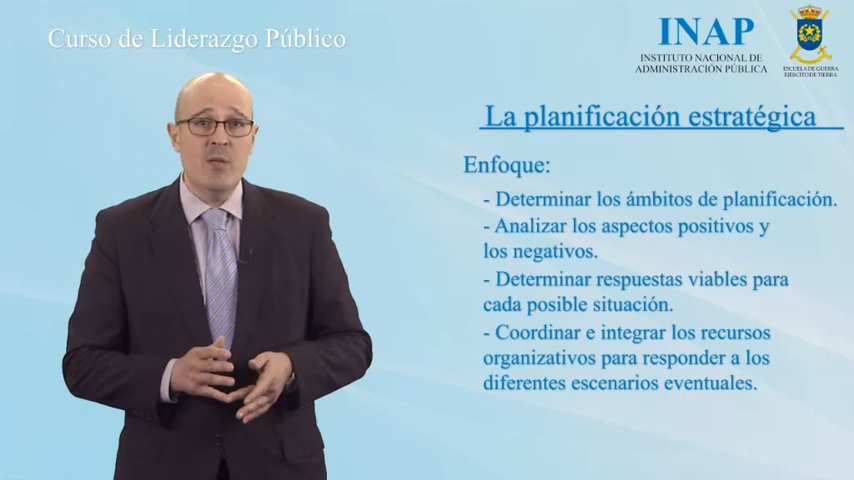 Curso de Liderazgo Público
INAP
INSTITUTO NACIONAL DE
ADMINISTRACIÓN PÚBLICA
ESCUELA DE GUERRA
EJÉRCITO DE TIERRA
La planificación estratégica
Enfoque:
- Determinar los ámbitos de planificación.
- Analizar los aspectos positivos y
los negativos.
- Determinar respuestas viables para
cada posible situación.
- Coordinar e integrar los recursos
organizativos para responder a los
diferentes escenarios eventuales.